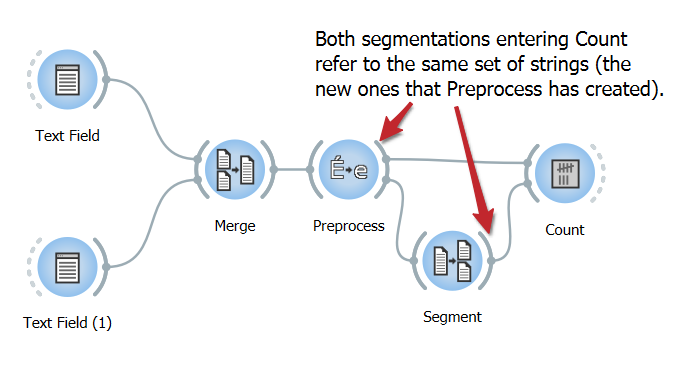 Both segmentations entering Count
refer to the same set of strings (the
new ones that Preprocess has created).
Text Field
Merge
É→e
Preprocess
Count
Text Field (1)
Segment